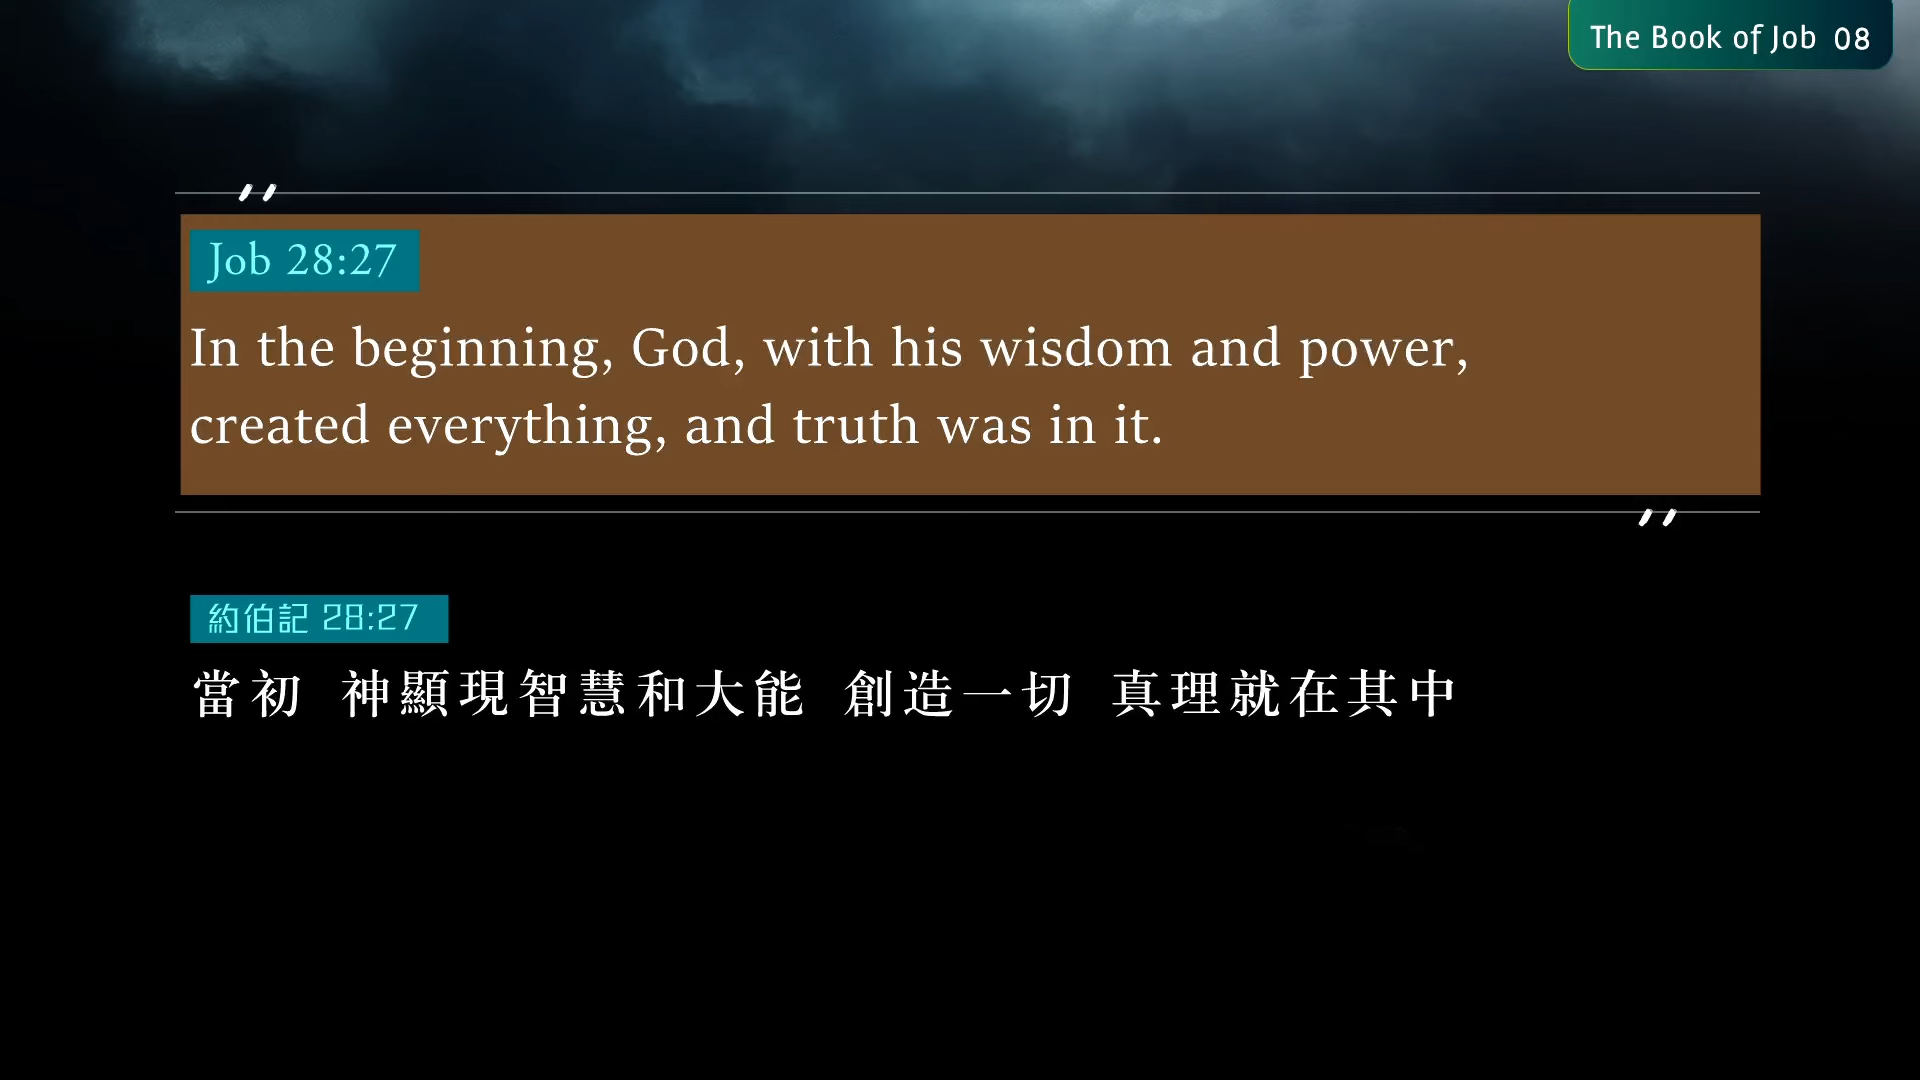 The Book of Job 08
Job 28:27
In the beginning, God, with his wisdom and power,
created everything, and truth was in it.
約伯記 28:27
當初 神顯現智慧和大能 創造一切 真理就在其中